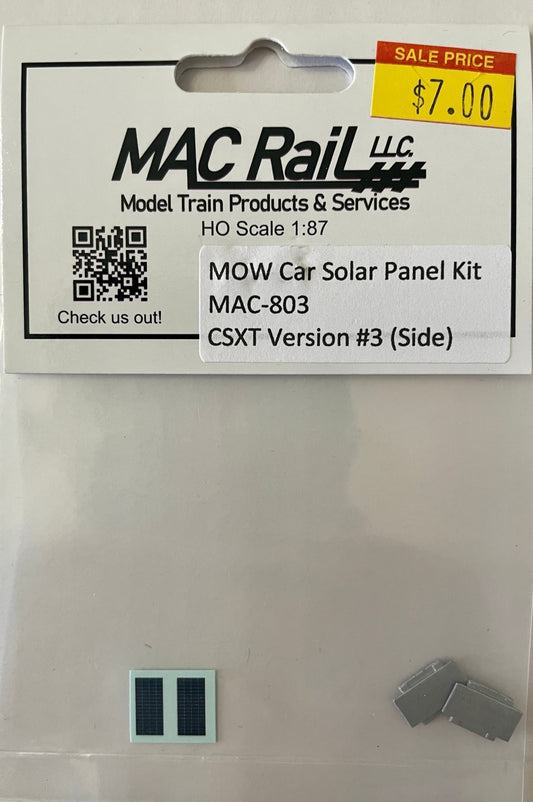 SALE PRICE
$7.00
MAC RaiL LLC.
Model Train Products & Services
HO Scale 1:87
MOW Car Solar Panel Kit
MAC-803
CSXT Version #3 (Side)
Check us out!